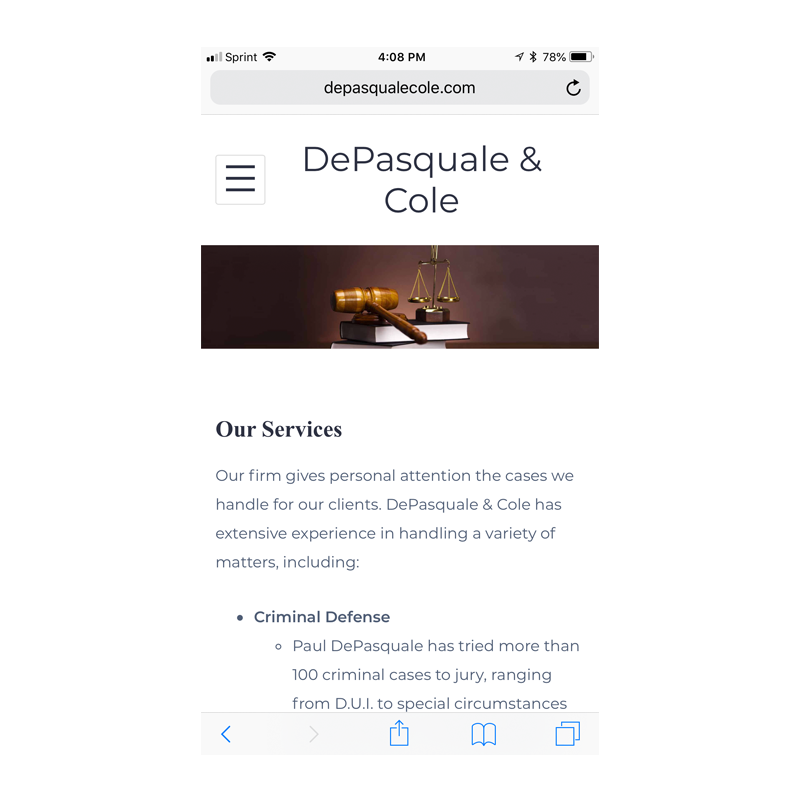 Sprint 4:08 PM 78%
depasqualecole.com
DePasquale &
Cole
Our Services
Our firm gives personal attention the cases we
handle for our clients. DePasquale & Cole has
extensive experience in handling a variety of
matters, including:
• Criminal Defense
◦ Paul DePasquale has tried more than
100 criminal cases to jury, ranging
from D.U.I. to special circumstances